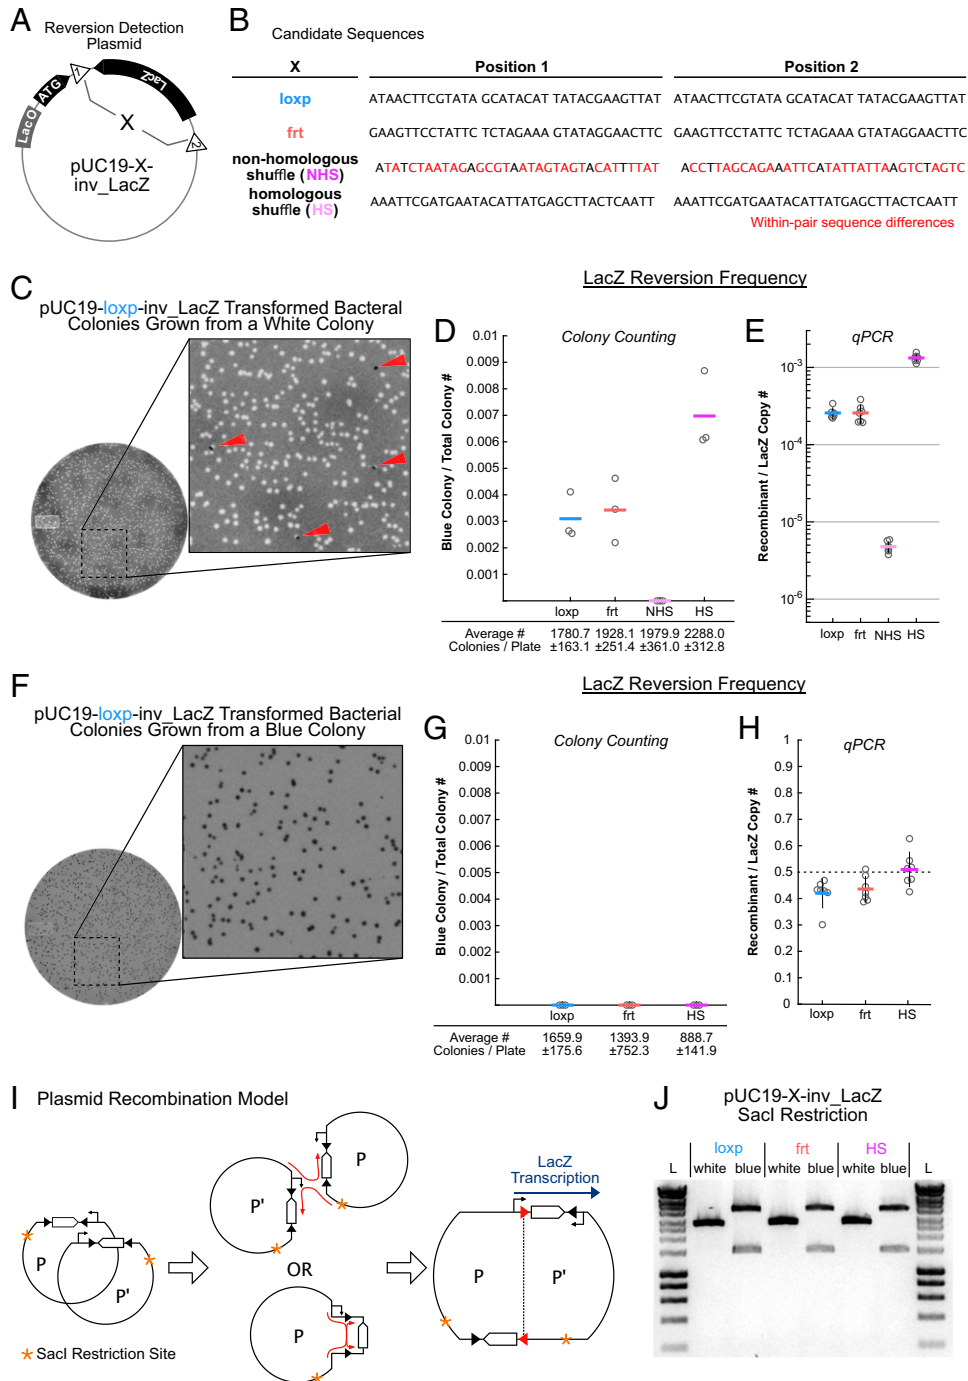 A
Reversion Detection
Plasmid
LacO
ATG
1
LacZ
2
X
pUC19-X-
inv_LacZ
B
Candidate Sequences
X
Position 1
Position 2
loxp
ATAACTTCGTATA GCATACAT TATACGAAGTTAT
ATAACTTCGTATA GCATACAT TATACGAAGTTAT
frt
GAAGTTCCTATTC TCTAGAAA GTATAGGAACTTC
GAAGTTCCTATTC TCTAGAAA GTATAGGAACTTC
non-homologous
shuffle (NHS)
ATATCTAATAGAGCGTAATAGTAGTACATTTTAT
ACCTTAGCAGAAATTCATATTATTAAGTCTAGTC
homologous
shuffle (HS)
AAATTCGATGAATACATTATGAGCTTACTCAATT
AAATTCGATGAATACATTATGAGCTTACTCAATT
Within-pair sequence differences
C
pUC19-loxp-inv_LacZ Transformed Bacteral
Colonies Grown from a White Colony
LacZ Reversion Frequency
D
Colony Counting
Blue Colony / Total Colony #
0.01
0.009
0.008
0.007
0.006
0.005
0.004
0.003
0.002
0.001
loxp frt NHS HS
Average # 1780.7 1928.1 1979.9 2288.0
Colonies / Plate ±163.1 ±251.4 ±361.0 ±312.8
E
qPCR
Recombinant / LacZ Copy #
10-3
10-4
10-5
10-6
loxp frt NHS HS
F
pUC19-loxp-inv_LacZ Transformed Bacterial
Colonies Grown from a Blue Colony
LacZ Reversion Frequency
G
Colony Counting
Blue Colony / Total Colony #
0.01
0.009
0.008
0.007
0.006
0.005
0.004
0.003
0.002
0.001
loxp frt HS
Average # 1659.9 1393.9 888.7
Colonies / Plate ±175.6 ±752.3 ±141.9
H
qPCR
Recombinant / LacZ Copy #
1
0.9
0.8
0.7
0.6
0.5
0.4
0.3
0.2
0.1
0
loxp frt HS
I
Plasmid Recombination Model
P
P'
P'
P
OR
P
LacZ
Transcription
P
P'
SacI Restriction Site
J
pUC19-X-inv_LacZ
SacI Restriction
loxp frt HS
L white blue white blue white blue L